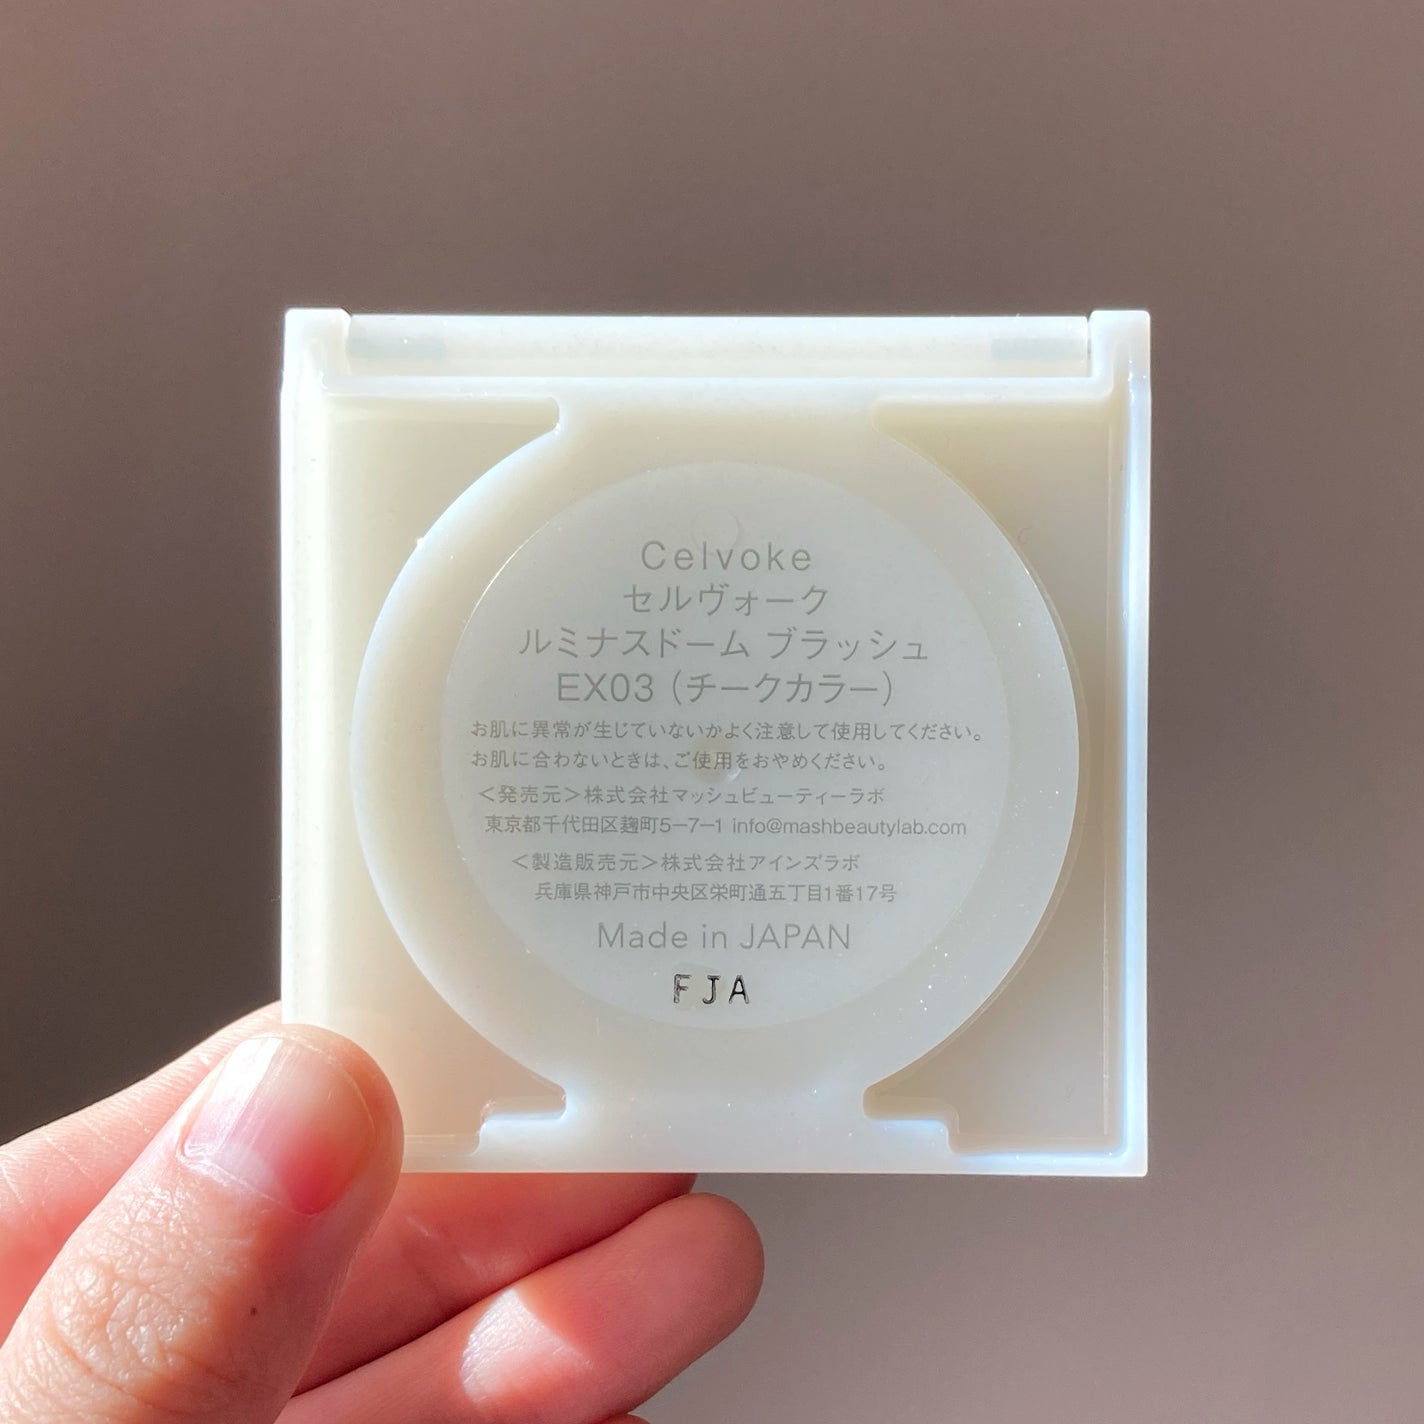 Celvoke
セルヴォーク
ルミナスドーム ブラッシュ
EX03 (チークカラー)
お肌に異常が生じていないかよく注意して使用してください。
お肌に合わないときは、ご使用をおやめください。
＜発売元＞株式会社マッシュビューティーラボ
東京都千代田区麹町5-7-1 info@mashbeautylab.com
＜製造販売元＞株式会社アインズラボ
兵庫県神戸市中央区栄町通五丁目1番17号
Made in JAPAN
FJA